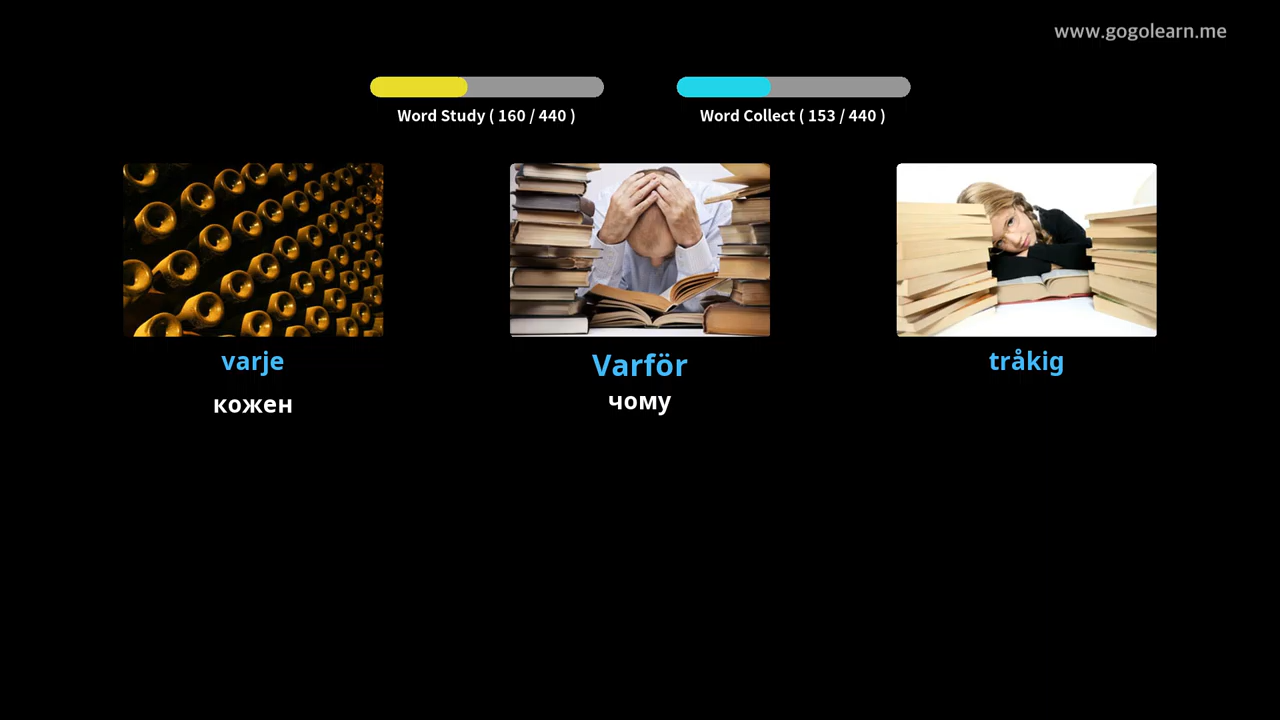 www.gogolearn.me
Word Study ( 160 / 440 )
Word Collect ( 153 / 440 )
varje
кожен
Varför
чому
tråkig